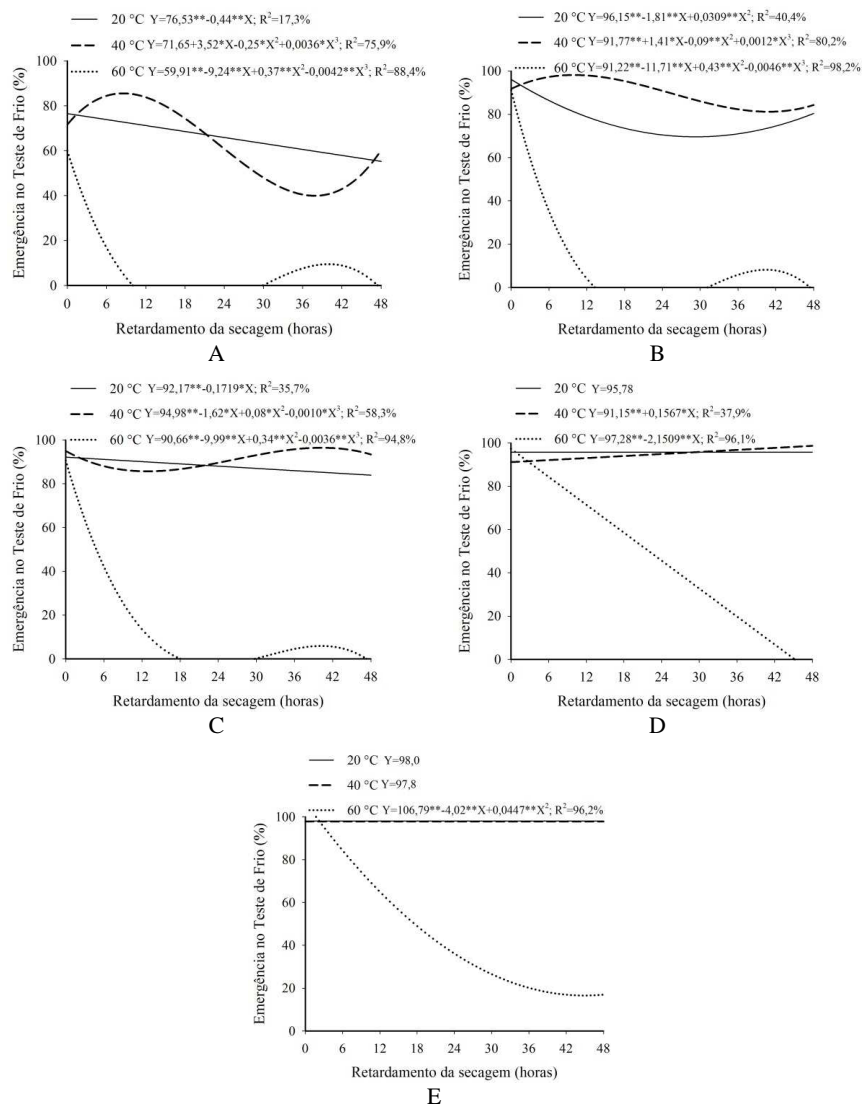 20 °C Y=76,53**-0,44**X; R²=17,3%
40 °C Y=71,65+3,52*X-0,25*X²+0,0036*X³; R²=75,9%
60 °C Y=59,91**-9,24**X+0,37**X²-0,0042**X³; R²=88,4%
Emergência no Teste de Frio (%)
100
80
60
40
20
0
0 6 12 18 24 30 36 42 48
Retardamento da secagem (horas)
A
20 °C Y=96,15**-1,81**X+0,0309**X²; R²=40,4%
40 °C Y=91,77**+1,41*X-0,09**X²+0,0012*X³; R²=80,2%
60 °C Y=91,22**-11,71**X+0,43**X²-0,0046**X³; R²=98,2%
Emergência no Teste de Frio (%)
100
80
60
40
20
0
0 6 12 18 24 30 36 42 48
Retardamento da secagem (horas)
B
20 °C Y=92,17**-0,1719*X; R²=35,7%
40 °C Y=94,98**-1,62*X+0,08*X²-0,0010*X³; R²=58,3%
60 °C Y=90,66**-9,99**X+0,34**X²-0,0036**X³; R²=94,8%
Emergência no Teste de Frio (%)
100
80
60
40
20
0
0 6 12 18 24 30 36 42 48
Retardamento da secagem (horas)
C
20 °C Y=95,78
40 °C Y=91,15**+0,1567*X; R²=37,9%
60 °C Y=97,28**-2,1509**X; R²=96,1%
Emergência no Teste de Frio (%)
100
80
60
40
20
0
0 6 12 18 24 30 36 42 48
Retardamento da secagem (horas)
D
20 °C Y=98,0
40 °C Y=97,8
60 °C Y=106,79**-4,02**X+0,0447**X²; R²=96,2%
Emergência no Teste de Frio (%)
100
80
60
40
20
0
0 6 12 18 24 30 36 42 48
Retardamento da secagem (horas)
E